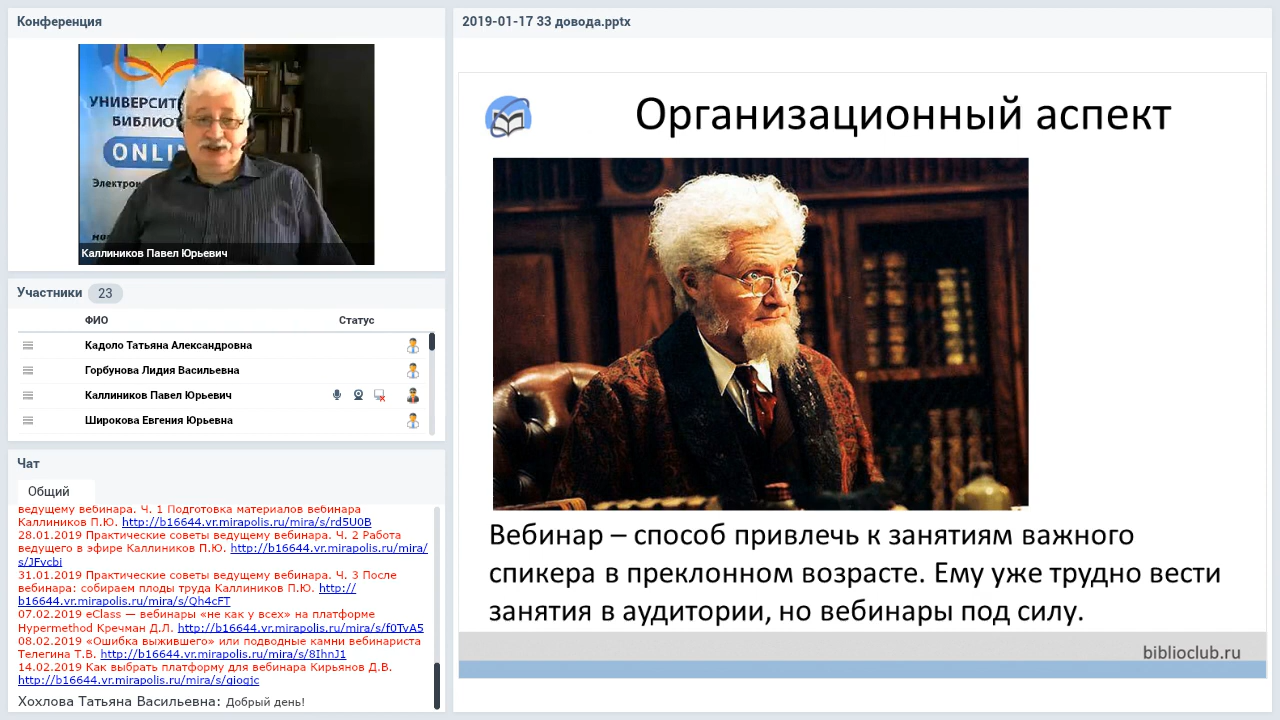 Конференция
УНИВЕРСИТ
БИБЛИОТ
ONLIN
Электрон
Каллиников Павел Юрьевич
Участники 23
ФИО Статус
Кадоло Татьяна Александровна
Горбунова Лидия Васильевна
Каллиников Павел Юрьевич
Широкова Евгения Юрьевна
Чат
Общий
ведущему вебинара. Ч. 1 Подготовка материалов вебинара
Каллиников П.Ю. http://b16644.vr.mirapolis.ru/mira/s/rd5U0B
28.01.2019 Практические советы ведущему вебинара. Ч. 2 Работа
ведущего в эфире Каллиников П.Ю. http://b16644.vr.mirapolis.ru/mira/
s/JFvcbi
31.01.2019 Практические советы ведущему вебинара. Ч. 3 После
вебинара: собираем плоды труда Каллиников П.Ю. http://
b16644.vr.mirapolis.ru/mira/s/Qh4cFT
07.02.2019 eClass — вебинары «не как у всех» на платформе
Hypermethod Кречман Д.Л. http://b16644.vr.mirapolis.ru/mira/s/f0TvA5
08.02.2019 «Ошибка выжившего» или подводные камни вебинариста
Телегина Т.В. http://b16644.vr.mirapolis.ru/mira/s/8IhnJ1
14.02.2019 Как выбрать платформу для вебинара Кирьянов Д.В.
http://b16644.vr.mirapolis.ru/mira/s/gioqjc
Хохлова Татьяна Васильевна: Добрый день!
2019-01-17 33 довода.pptx
Организационный аспект
Вебинар – способ привлечь к занятиям важного
спикера в преклонном возрасте. Ему уже трудно вести
занятия в аудитории, но вебинары под силу.
biblioclub.ru